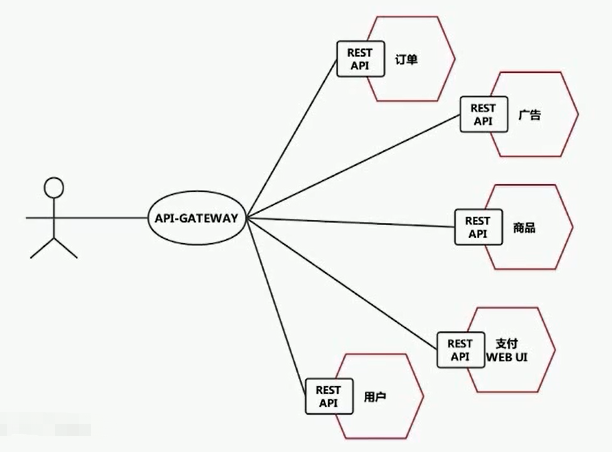 REST
API
订单
REST
API
广告
API-GATEWAY
REST
API
商品
REST
API
支付
WEB UI
REST
API
用户